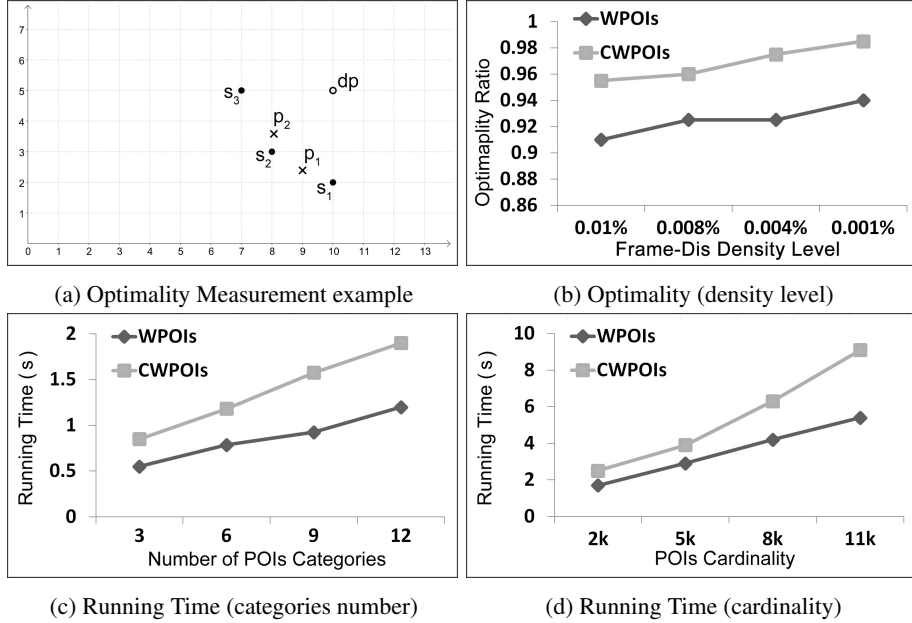 7
6
5
4
3
2
1
0 1 2 3 4 5 6 7 8 9 10 11 12 13
s3
dp
p2
s2
p1
s1
(a) Optimality Measurement example
WPOIs
CWPOIs
Optimaplity Ratio
1
0.98
0.96
0.94
0.92
0.9
0.88
0.86
0.01% 0.008% 0.004% 0.001%
Frame-Dis Density Level
(b) Optimality (density level)
WPOIs
CWPOIs
Running Time ( s )
2
1.5
1
0.5
0
3 6 9 12
Number of POIs Categories
(c) Running Time (categories number)
WPOIs
CWPOIs
Running Time ( s )
10
8
6
4
2
0
2k 5k 8k 11k
POIs Cardinality
(d) Running Time (cardinality)